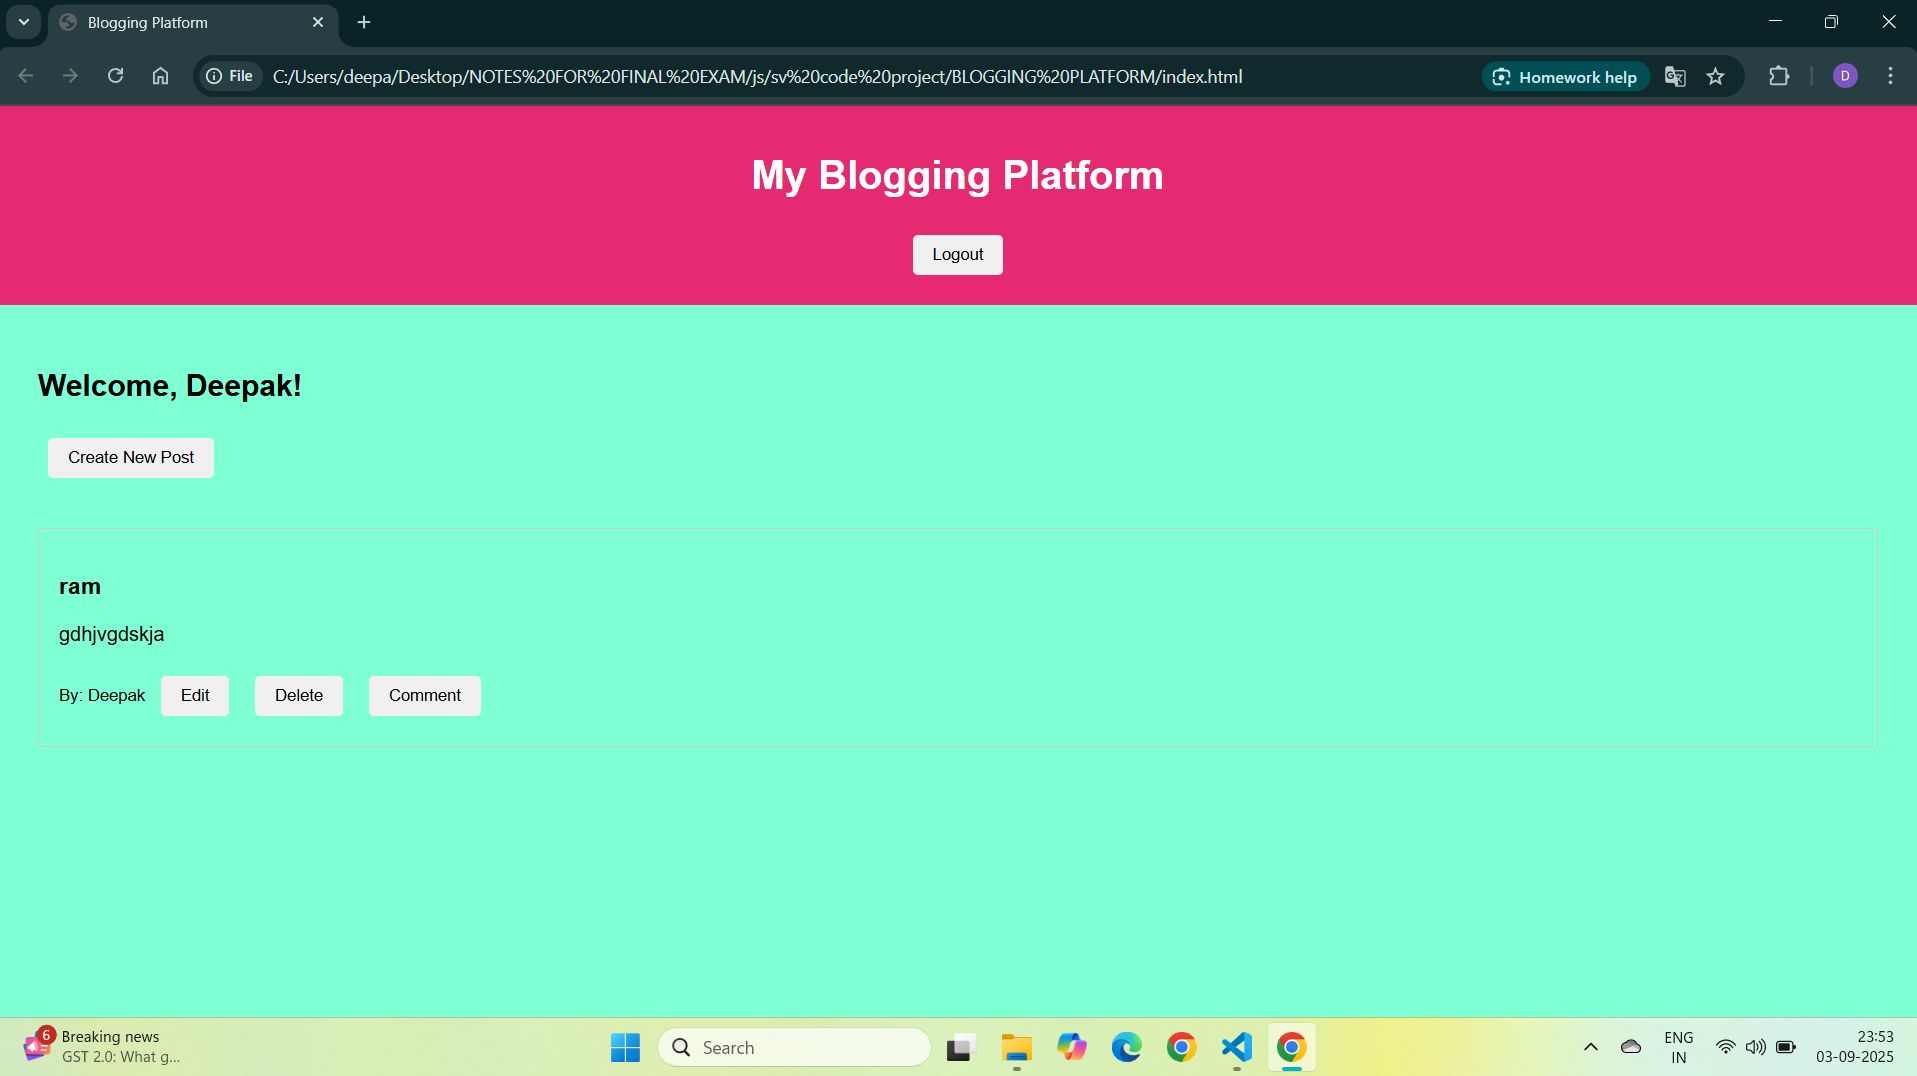 Blogging Platform
File C:/Users/deepa/Desktop/NOTES%20FOR%20FINAL%20EXAM/js/sv%20code%20project/BLOGGING%20PLATFORM/index.html Homework help D
My Blogging Platform
Logout
Welcome, Deepak!
Create New Post
ram
gdhjvgdskja
By: Deepak Edit Delete Comment
6 Breaking news
GST 2.0: What g...
Search
ENG
IN
23:53
03-09-2025